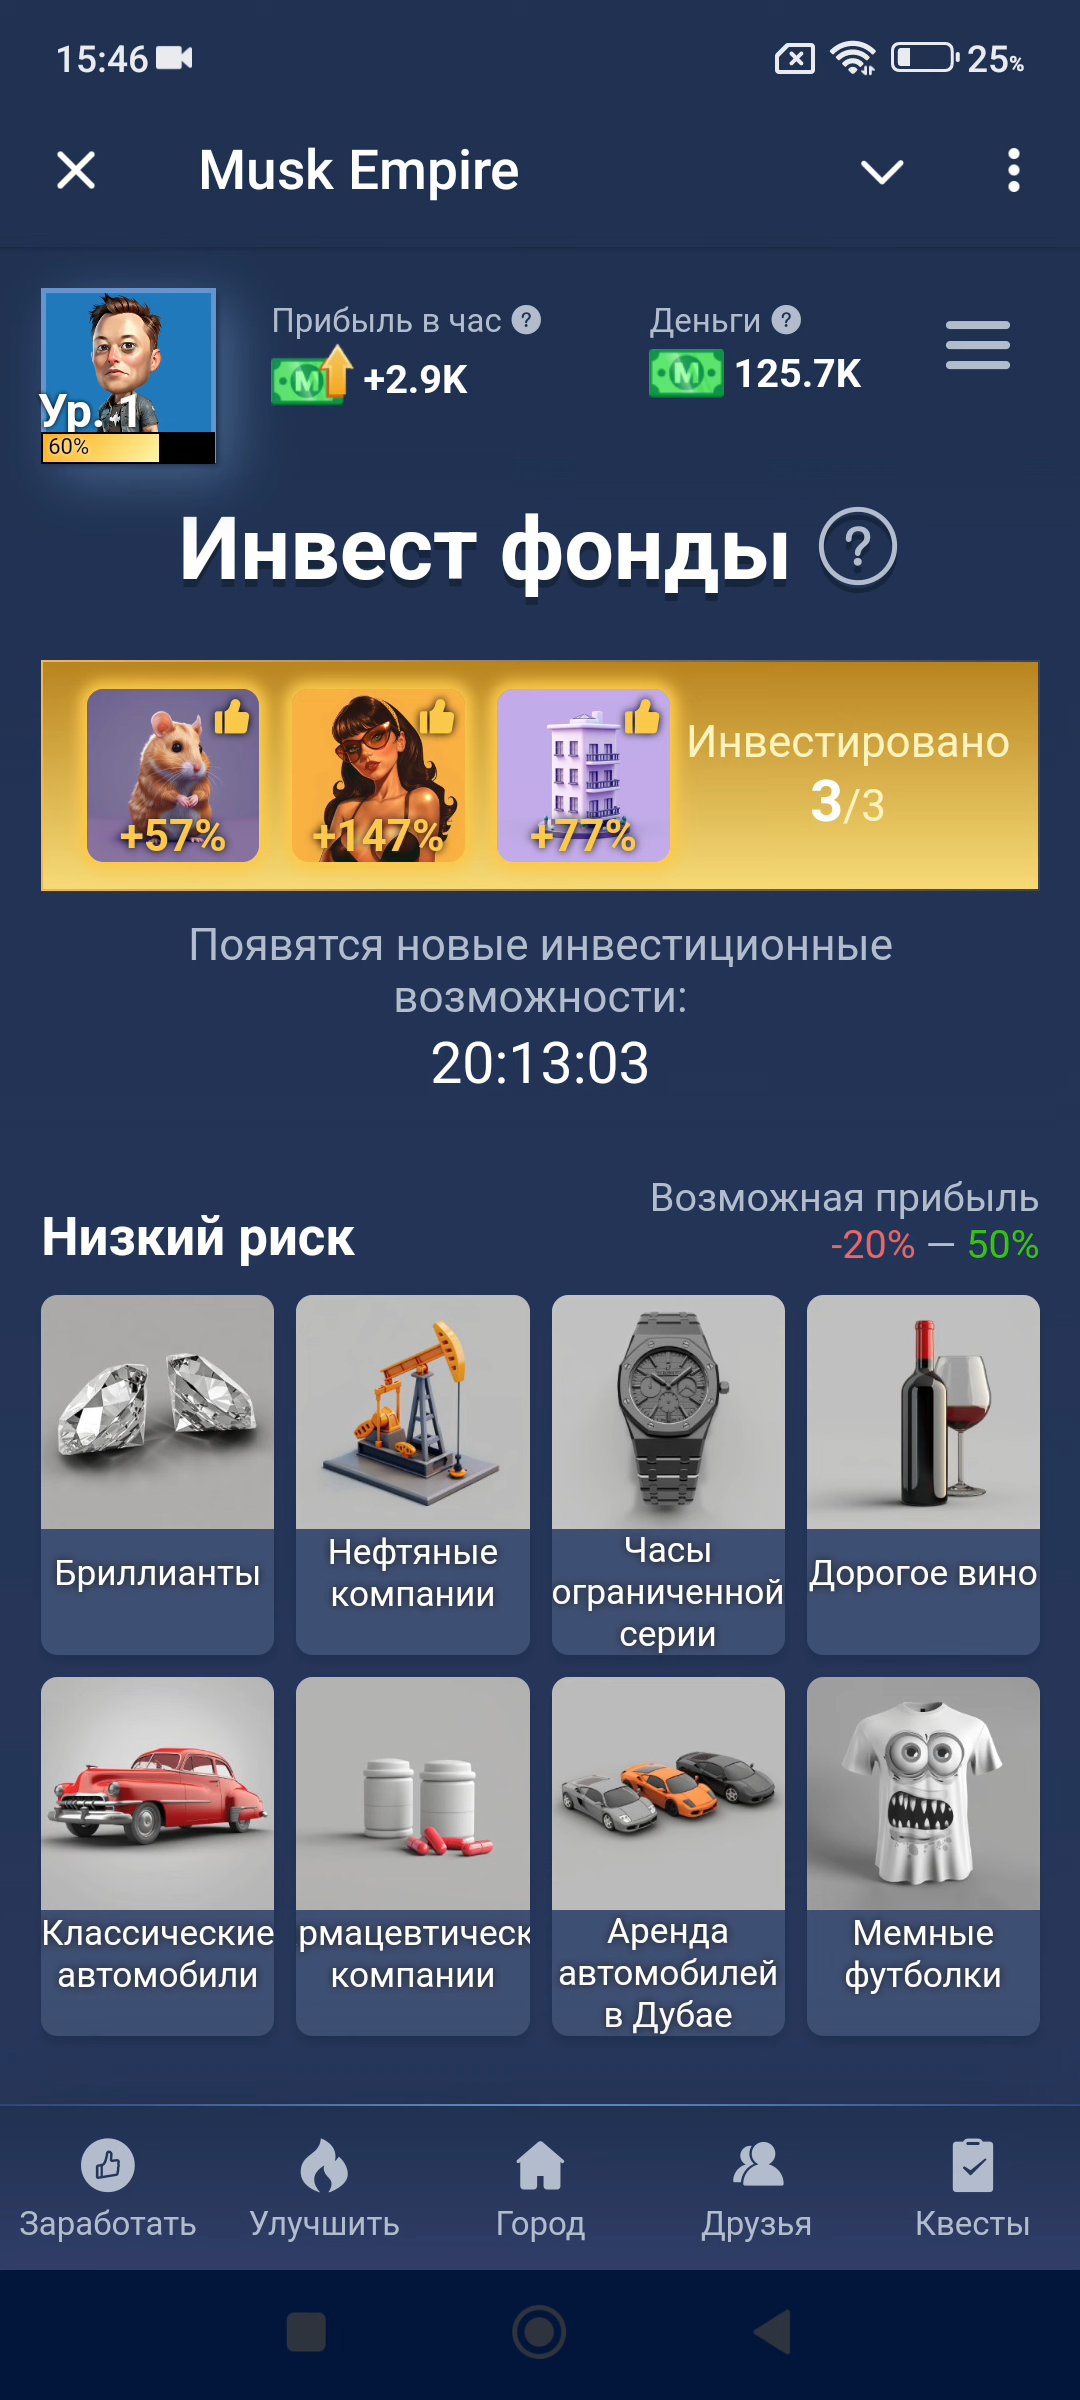 15:46
25%
Musk Empire
Прибыль в час ?
Деньги ?
M +2.9K
M 125.7K
Ур. 1
60%
Инвест фонды ?
+57%
+147%
+77%
Инвестировано
3/3
Появятся новые инвестиционные
возможности:
20:13:03
Возможная прибыль
Низкий риск
-20% — 50%
Бриллианты
Нефтяные
компании
Часы
ограниченной
серии
Дорогое вино
Классические
автомобили
рмацевтическ
компании
Аренда
автомобилей
в Дубае
Мемные
футболки
Заработать
Улучшить
Город
Друзья
Квесты